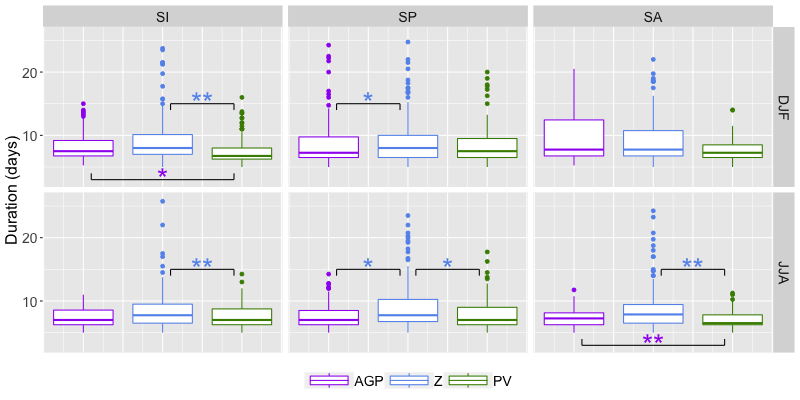 SI SP SA
Duration (days)
20
10
** * *
DJF
20
10
** * * ** **
JJA
AGP Z PV